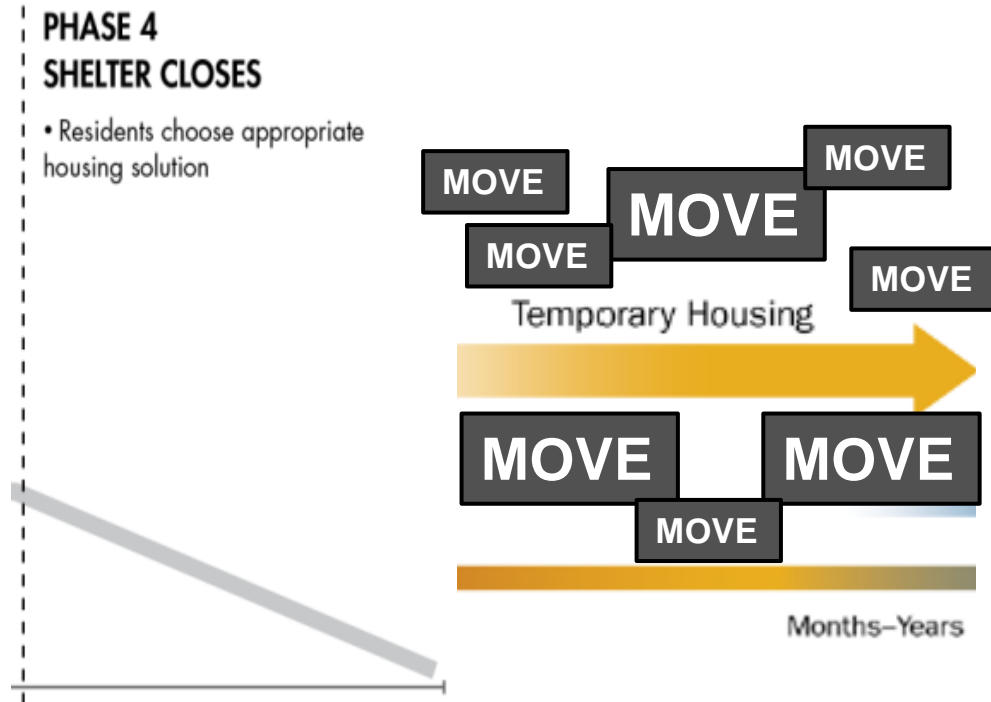 PHASE 4
SHELTER CLOSES
• Residents choose appropriate
housing solution
MOVE
MOVE
MOVE
MOVE
MOVE
Temporary Housing
MOVE
MOVE
MOVE
Months–Years